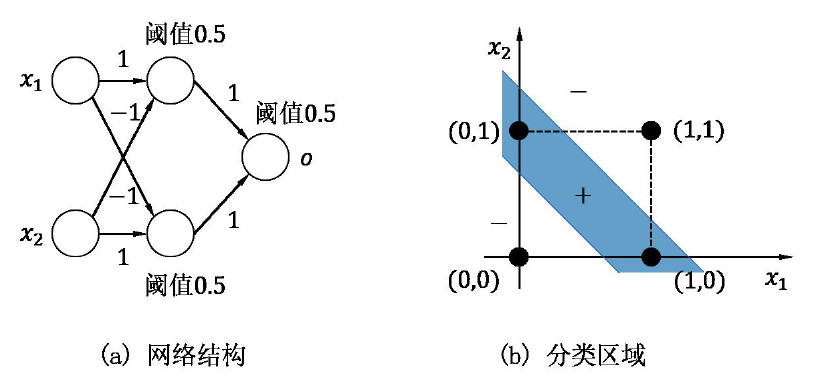 阈值0.5
x₁
1
-1
1
阈值0.5
o
-1
x₂
1
1
阈值0.5
(a) 网络结构
x₂
-
(0,1)
(1,1)
+
-
(0,0)
(1,0)
x₁
(b) 分类区域